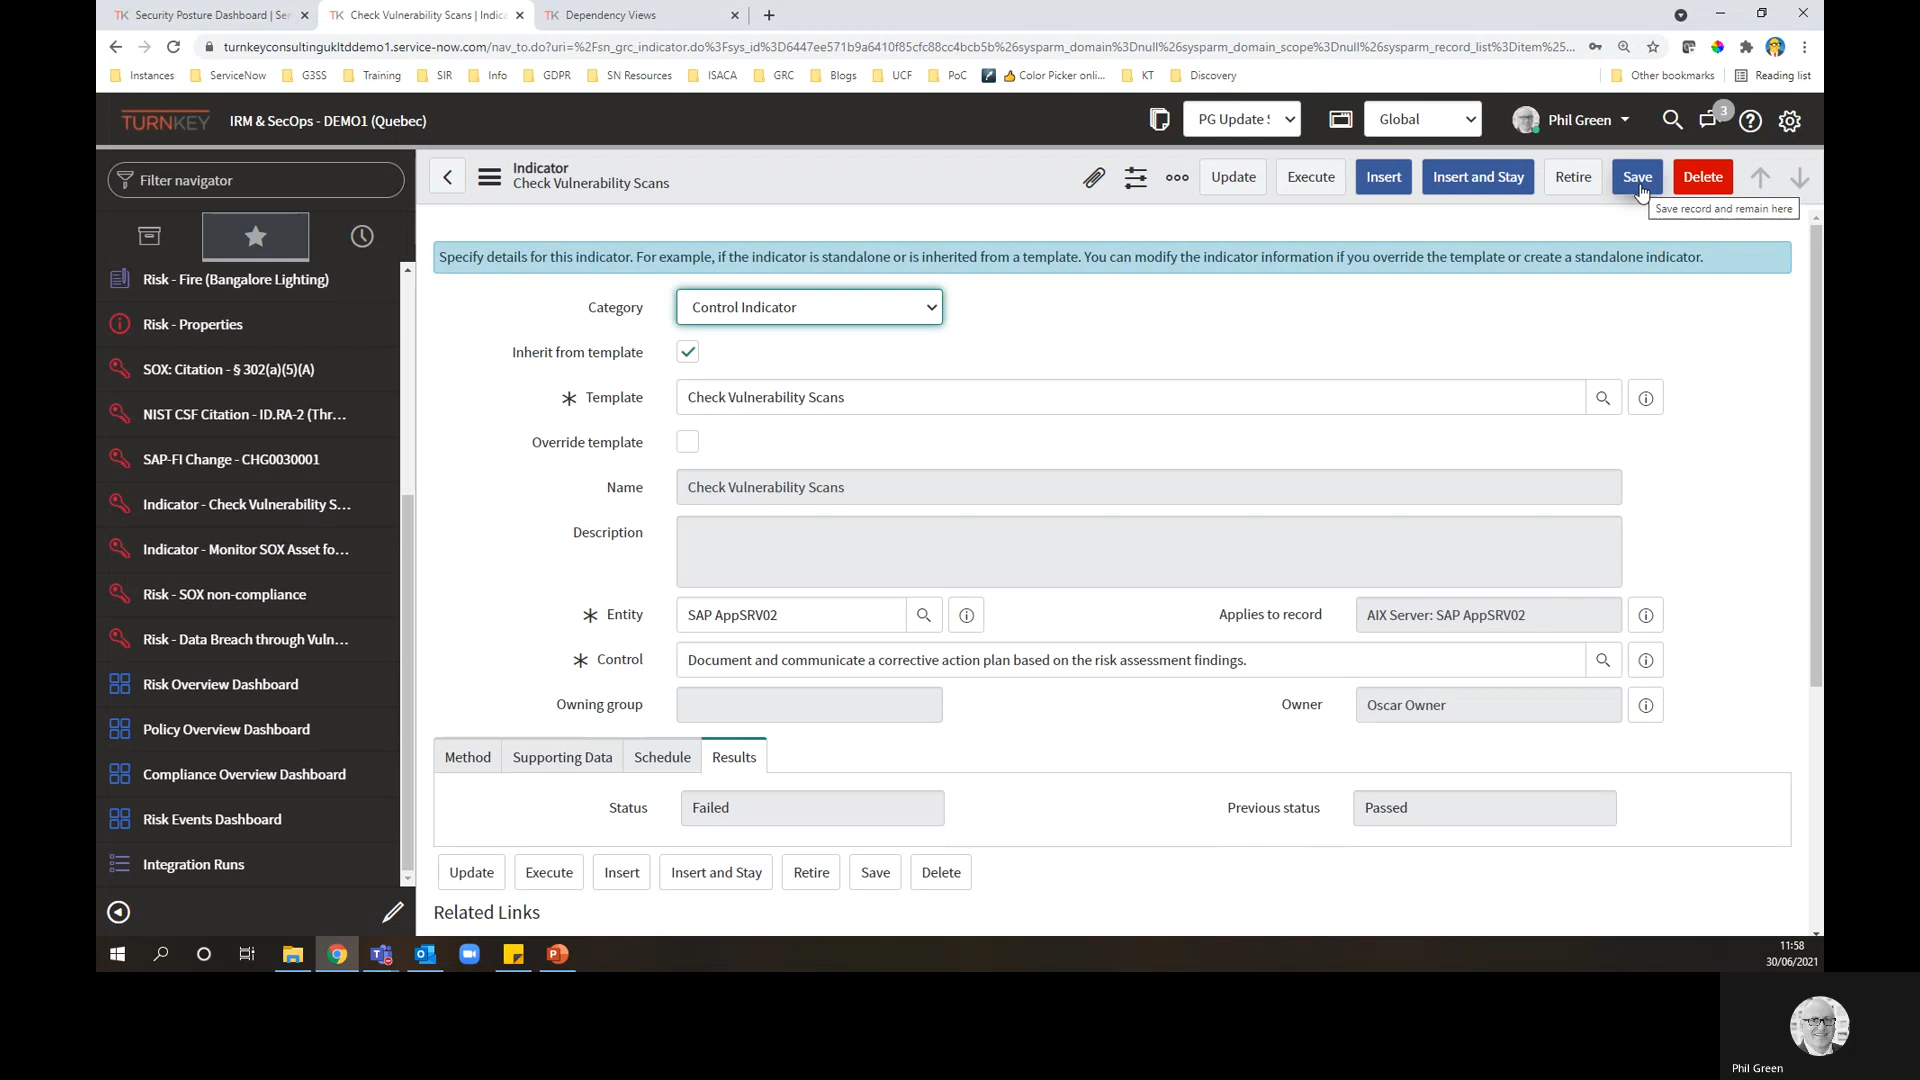 TK Security Posture Dashboard | Ser
TK Check Vulnerability Scans | Indica
TK Dependency Views
turnkeyconsultingukltddemo1.service-now.com/nav_to.do?uri=%2Fsn_grc_indicator.do%3Fsys_id%3D6447ee571b9a6410f85cfc88cc4bcb5b%26sysparm_domain%3Dnull%26sysparm_domain_scope%3Dnull%26sysparm_record_list%3Ditem%25...
Instances ServiceNow G3SS Training SIR Info GDPR SN Resources ISACA GRC Blogs UCF PoC Color Picker onli... KT Discovery Other bookmarks Reading list
TURNKEY IRM & SecOps - DEMO1 (Quebec) PG Update S Global Phil Green 3
Filter navigator
Risk - Fire (Bangalore Lighting)
Risk - Properties
SOX: Citation - § 302(a)(5)(A)
NIST CSF Citation - ID.RA-2 (Thr...
SAP-FI Change - CHG0030001
Indicator - Check Vulnerability S...
Indicator - Monitor SOX Asset fo...
Risk - SOX non-compliance
Risk - Data Breach through Vuln...
Risk Overview Dashboard
Policy Overview Dashboard
Compliance Overview Dashboard
Risk Events Dashboard
Integration Runs
Indicator
Check Vulnerability Scans
Update Execute Insert Insert and Stay Retire Save Delete
Save record and remain here
Specify details for this indicator. For example, if the indicator is standalone or is inherited from a template. You can modify the indicator information if you override the template or create a standalone indicator.
Category Control Indicator
Inherit from template
Template Check Vulnerability Scans
Override template
Name Check Vulnerability Scans
Description
Entity SAP AppSRV02 Applies to record AIX Server: SAP AppSRV02
Control Document and communicate a corrective action plan based on the risk assessment findings.
Owning group Owner Oscar Owner
Method Supporting Data Schedule Results
Status Failed Previous status Passed
Update Execute Insert Insert and Stay Retire Save Delete
Related Links
11:58
30/06/2021
Phil Green